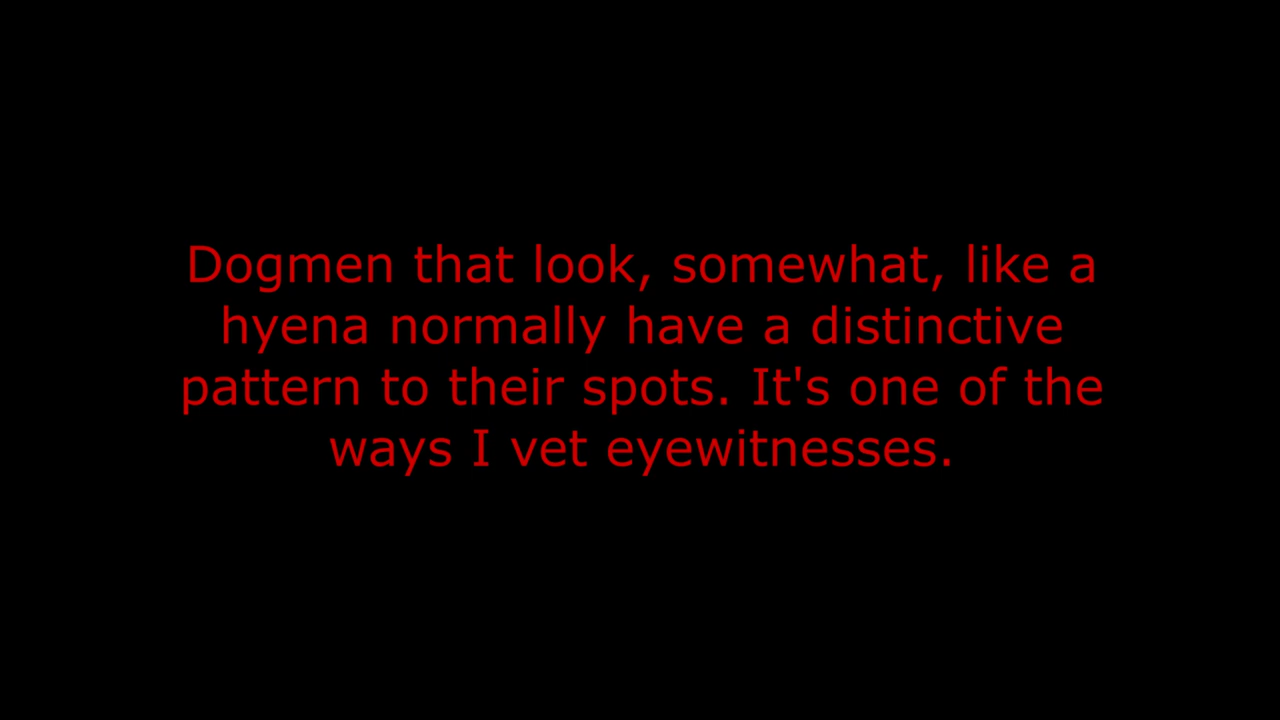 Dogmen that look, somewhat, like a
hyena normally have a distinctive
pattern to their spots. It's one of the
ways I vet eyewitnesses.